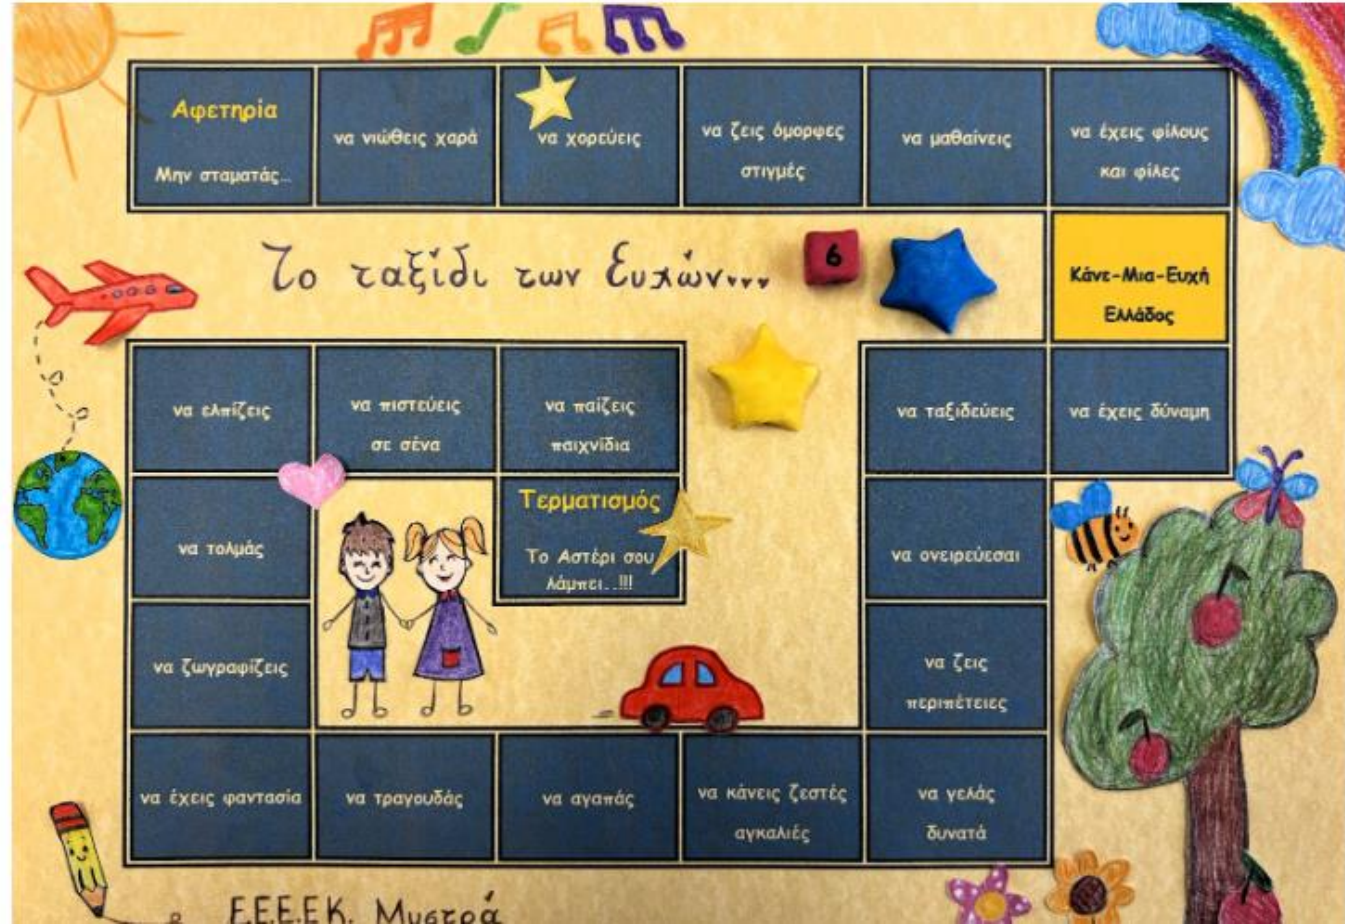 Αφετηρία
Μην σταματάς...
να νιώθεις χαρά
να χορεύεις
να ζεις όμορφες
στιγμές
να μαθαίνεις
να έχεις φίλους
και φίλες
Κάνε-Μια-Ευχή
Ελλάδος
Το ταξίδι των Ευχών...
6
να έχεις δύναμη
να ταξιδεύεις
να ονειρεύεσαι
να ζεις
περιπέτειες
να γελάς
δυνατά
να κάνεις ζεστές
αγκαλιές
να αγαπάς
να τραγουδάς
να έχεις φαντασία
να ζωγραφίζεις
να τολμάς
να ελπίζεις
να πιστεύεις
σε σένα
να παίζεις
παιχνίδια
Τερματισμός
Το Αστέρι σου
λάμπει..!!!
Ε.Ε.Ε.ΕΚ. Μυστρά